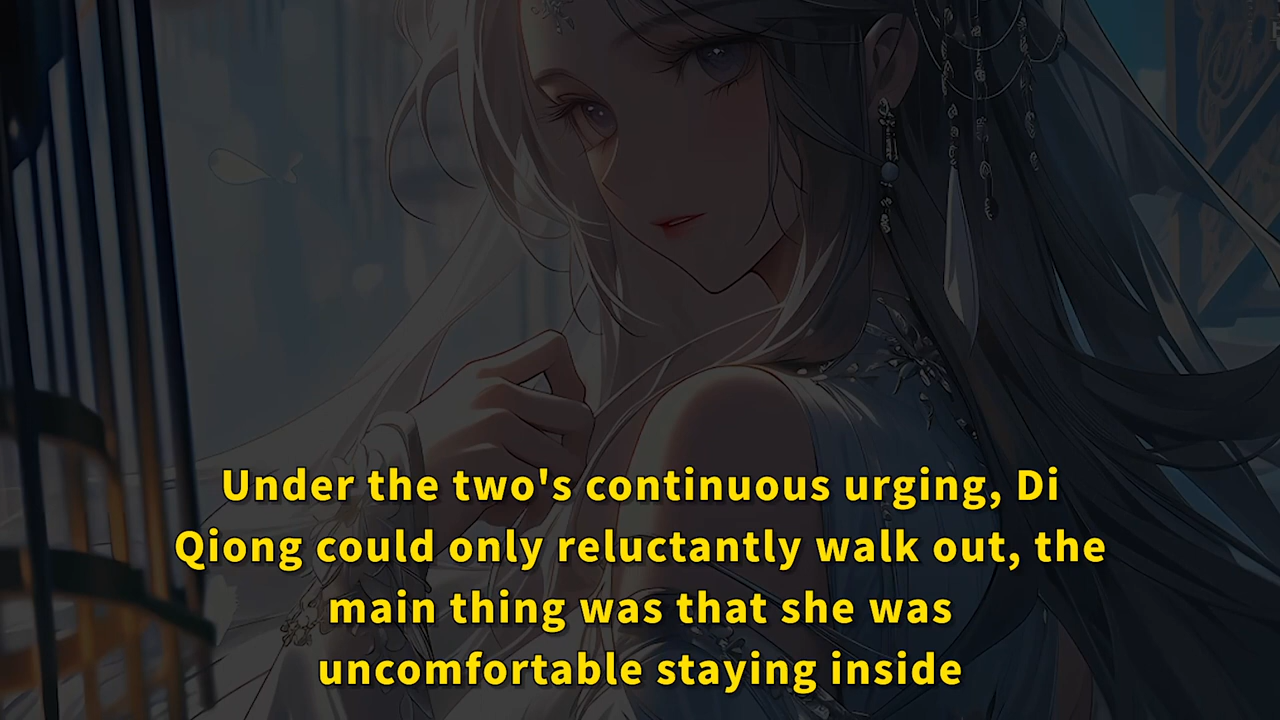 Under the two's continuous urging, Di
Qiong could only reluctantly walk out, the
main thing was that she was
uncomfortable staying inside